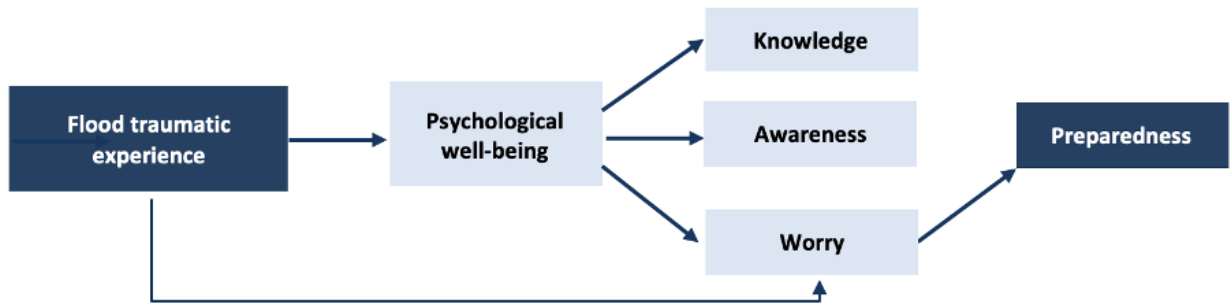 Flood traumatic
experience
Psychological
well-being
Knowledge
Awareness
Worry
Preparedness